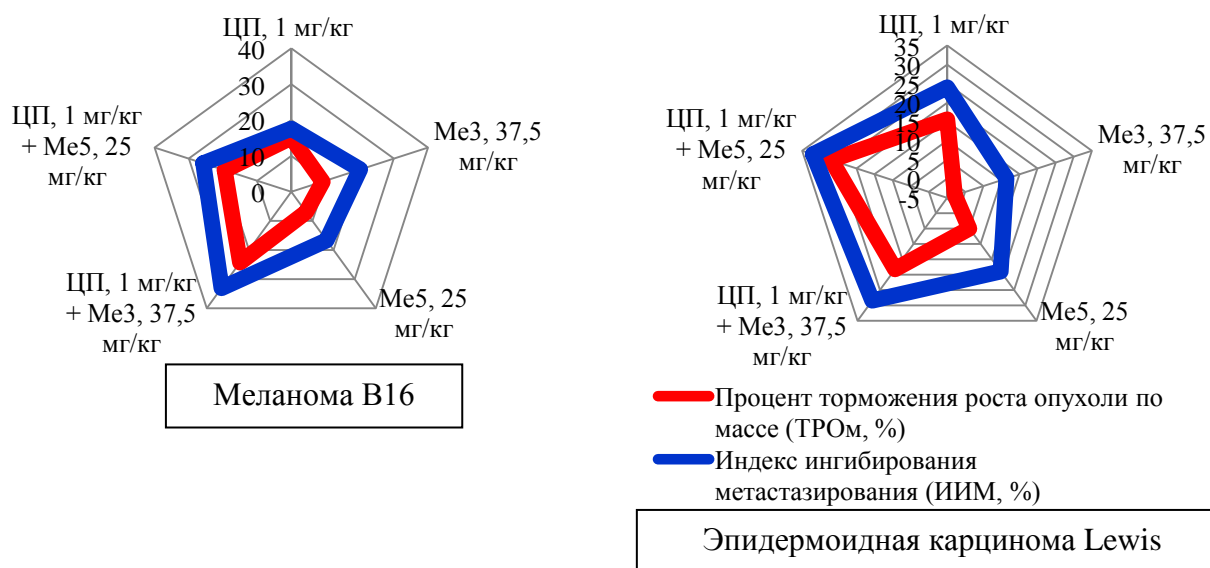 ЦП, 1 мг/кг
40
30
20
10
0
Ме3, 37,5
мг/кг
Ме5, 25
мг/кг
ЦП, 1 мг/кг
+ Ме3, 37,5
мг/кг
ЦП, 1 мг/кг
+ Ме5, 25
мг/кг
Меланома В16
ЦП, 1 мг/кг
35
30
25
20
15
10
5
0
-5
Ме3, 37,5
мг/кг
Ме5, 25
мг/кг
ЦП, 1 мг/кг
+ Ме3, 37,5
мг/кг
ЦП, 1 мг/кг
+ Ме5, 25
мг/кг
Процент торможения роста опухоли по
массе (ТРОм, %)
Индекс ингибирования
метастазирования (ИИМ, %)
Эпидермоидная карцинома Lewis